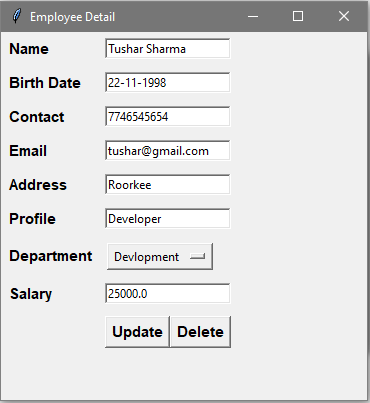 Employee Detail
Name Tushar Sharma
Birth Date 22-11-1998
Contact 7746545654
Email tushar@gmail.com
Address Roorkee
Profile Developer
Department Devlopment
Salary 25000.0
Update Delete